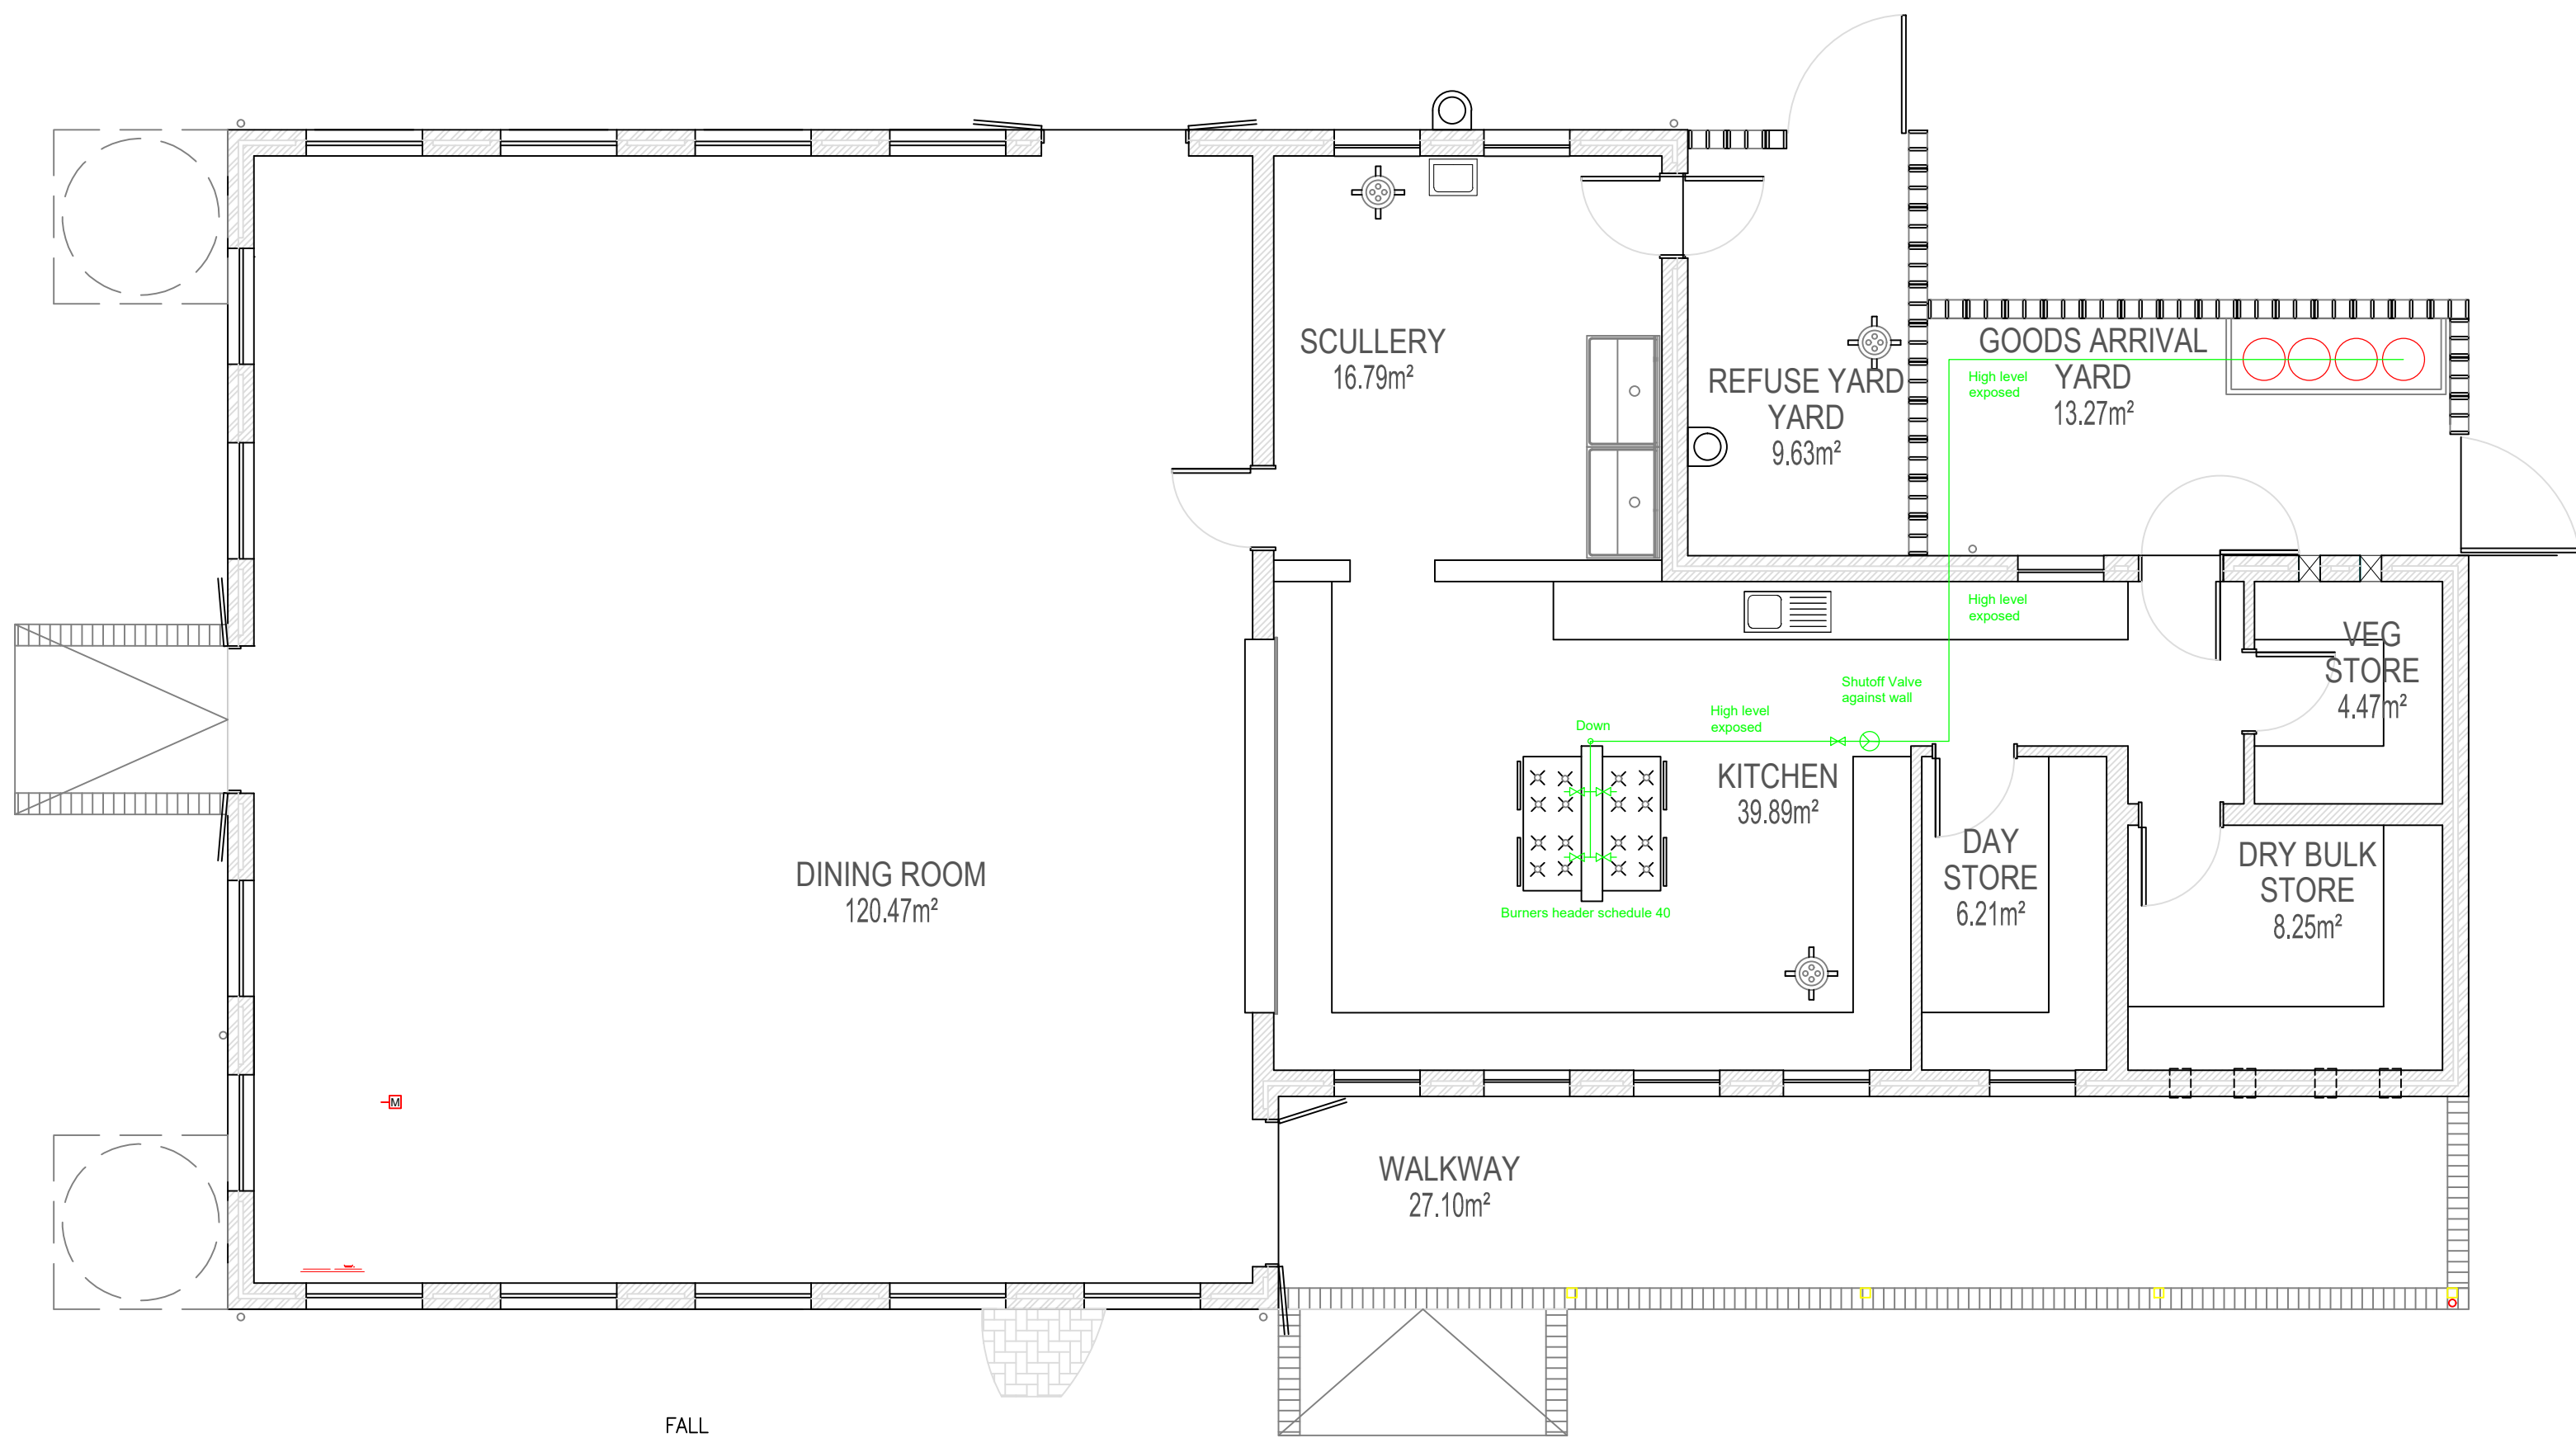 SCULLERY
16.79m²
REFUSE YARD
YARD
9.63m²
GOODS ARRIVAL
YARD
13.27m²
High level
exposed
High level
exposed
VEG
STORE
4.47m²
Shutoff Valve
against wall
High level
exposed
Down
KITCHEN
39.89m²
Burners header schedule 40
DAY
STORE
6.21m²
DRY BULK
STORE
8.25m²
DINING ROOM
120.47m²
M
WALKWAY
27.10m²
FALL